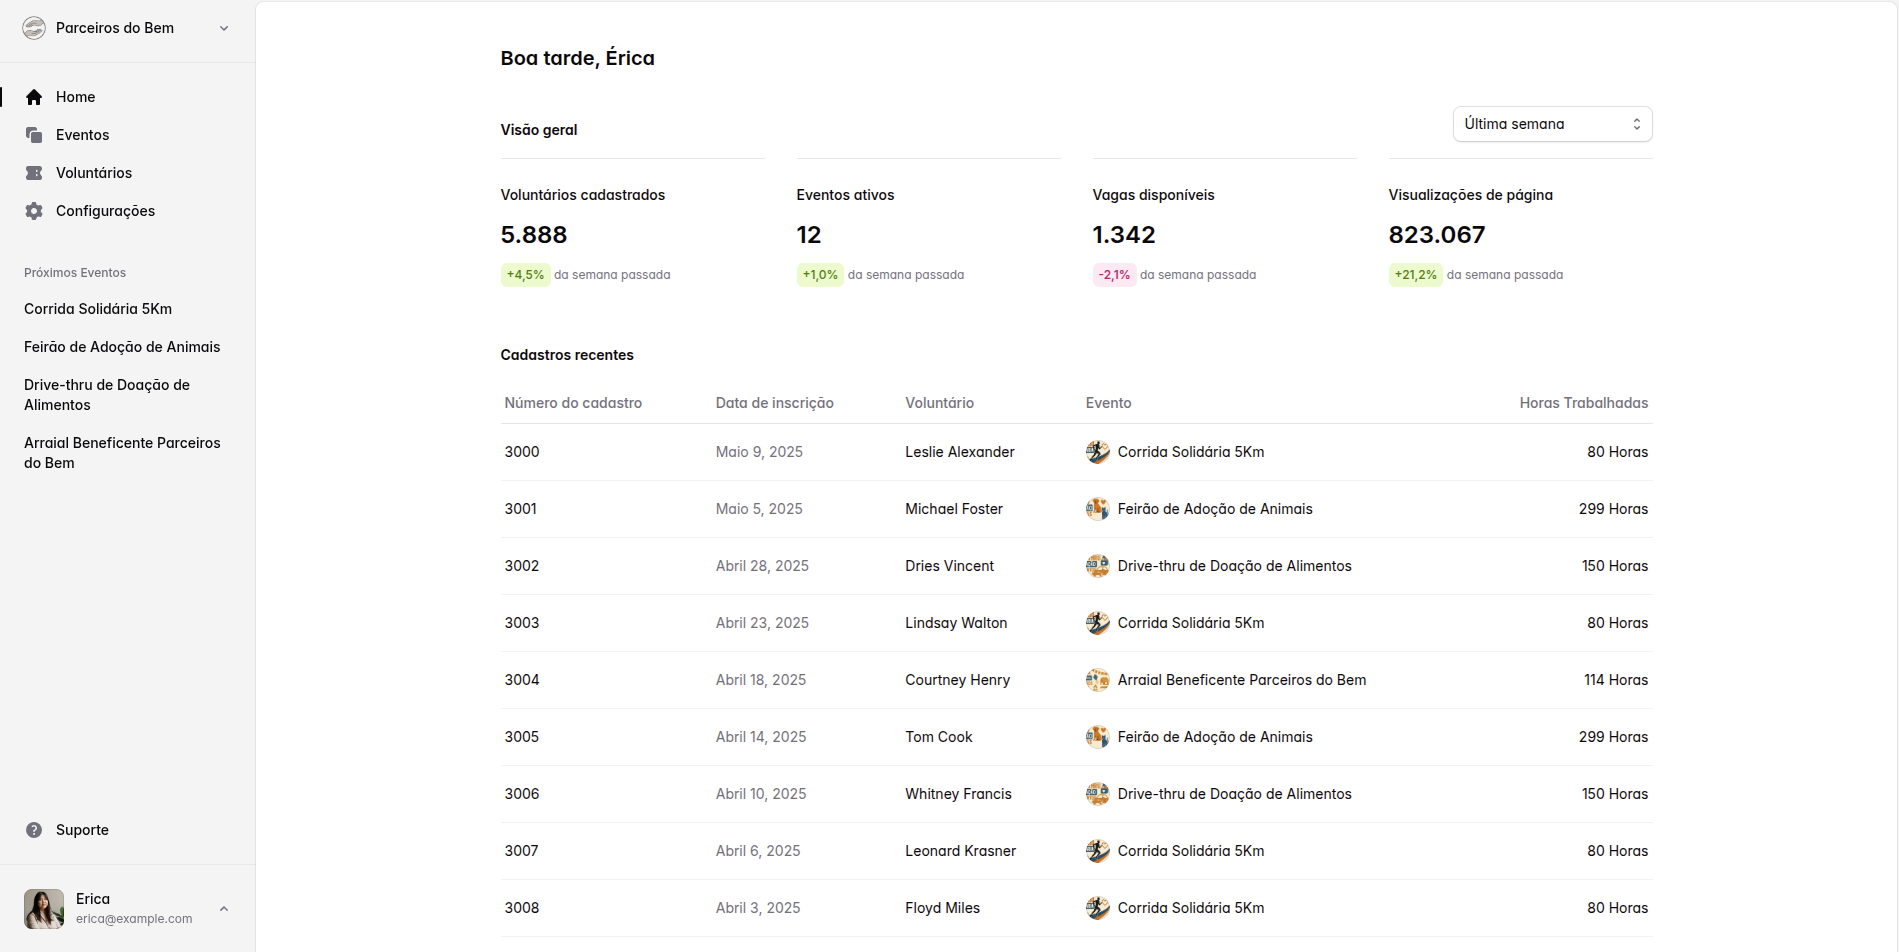 Parceiros do Bem
Home
Eventos
Voluntários
Configurações
Próximos Eventos
Corrida Solidária 5Km
Feirão de Adoção de Animais
Drive-thru de Doação de
Alimentos
Arraial Beneficente Parceiros
do Bem
Suporte
Erica
erica@example.com
Boa tarde, Érica
Visão geral
Última semana
Voluntários cadastrados
5.888
+4,5% da semana passada
Eventos ativos
12
+1,0% da semana passada
Vagas disponíveis
1.342
-2,1% da semana passada
Visualizações de página
823.067
+21,2% da semana passada
Cadastros recentes
Número do cadastro Data de inscrição Voluntário Evento Horas Trabalhadas
3000 Maio 9, 2025 Leslie Alexander Corrida Solidária 5Km 80 Horas
3001 Maio 5, 2025 Michael Foster Feirão de Adoção de Animais 299 Horas
3002 Abril 28, 2025 Dries Vincent Drive-thru de Doação de Alimentos 150 Horas
3003 Abril 23, 2025 Lindsay Walton Corrida Solidária 5Km 80 Horas
3004 Abril 18, 2025 Courtney Henry Arraial Beneficente Parceiros do Bem 114 Horas
3005 Abril 14, 2025 Tom Cook Feirão de Adoção de Animais 299 Horas
3006 Abril 10, 2025 Whitney Francis Drive-thru de Doação de Alimentos 150 Horas
3007 Abril 6, 2025 Leonard Krasner Corrida Solidária 5Km 80 Horas
3008 Abril 3, 2025 Floyd Miles Corrida Solidária 5Km 80 Horas